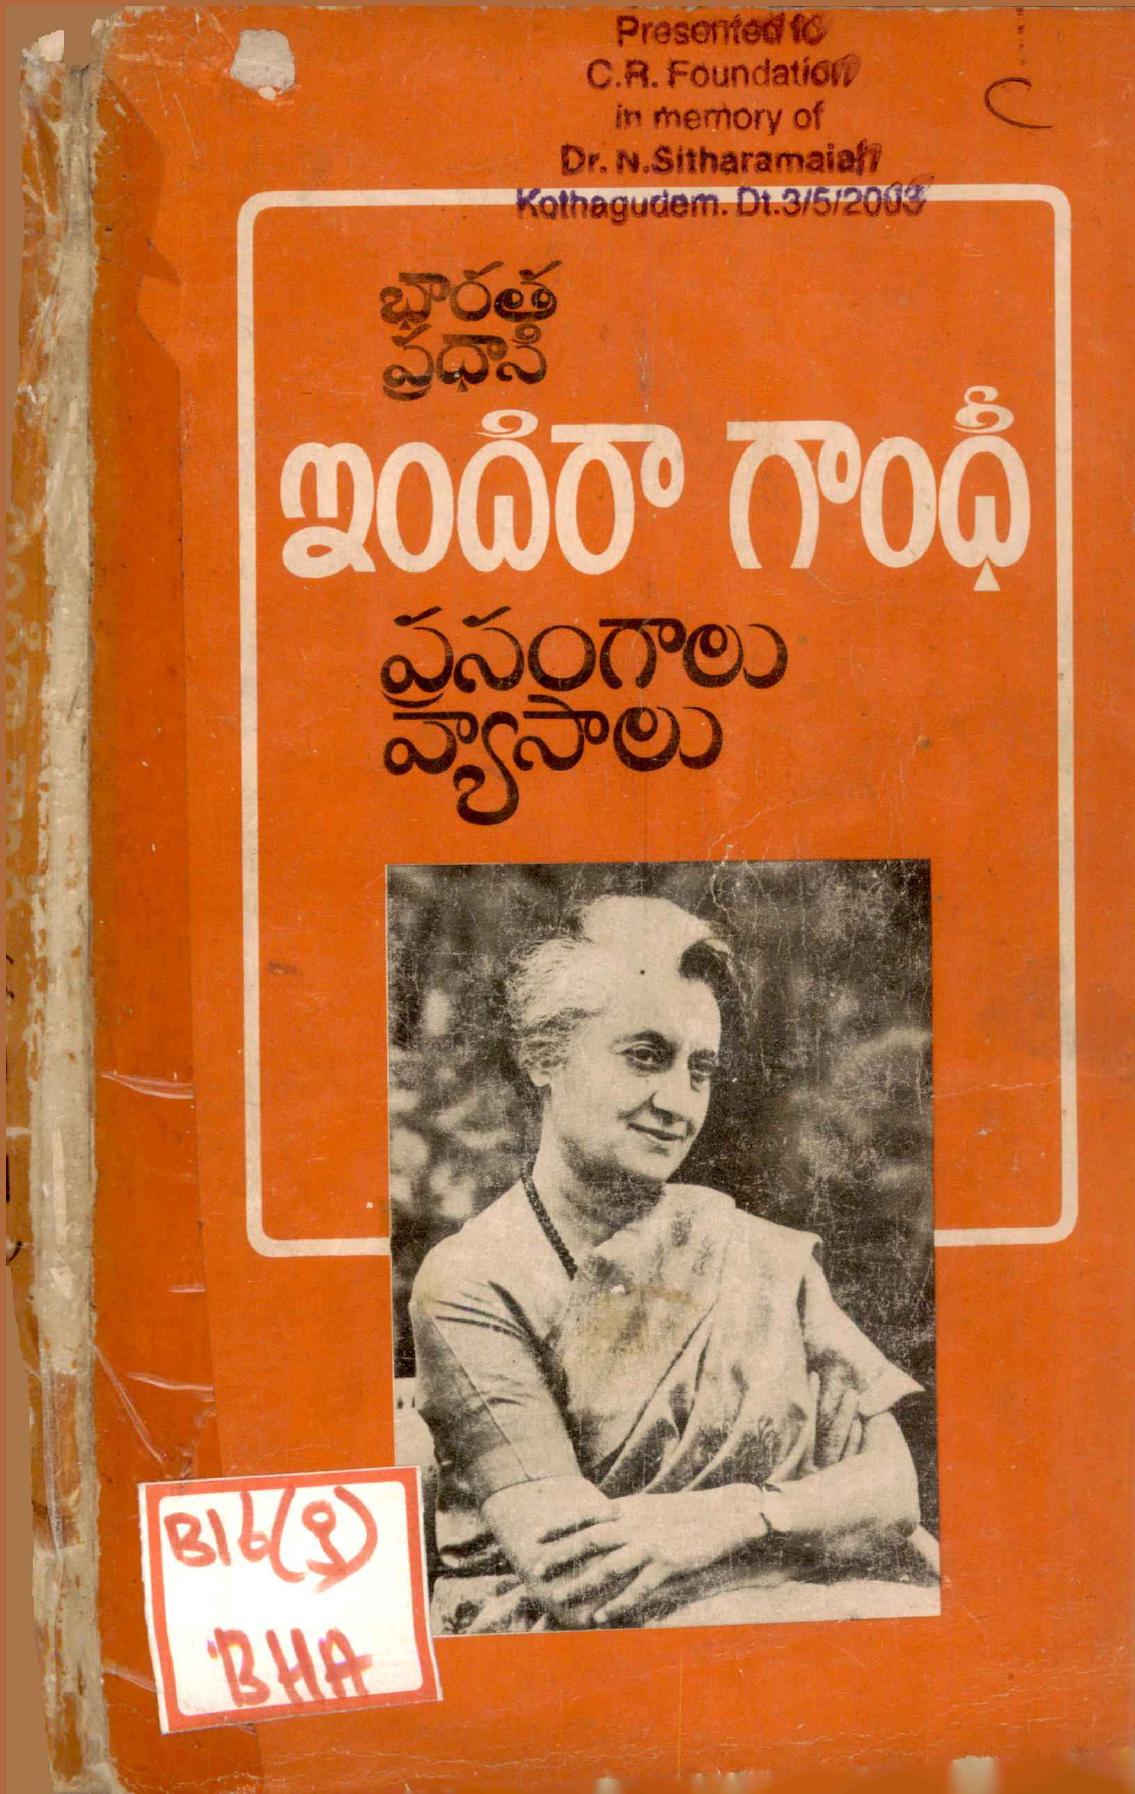 Presented to
C.R. Foundation
in memory of
Dr. N.Sitharamaiah
Kothagudem. Dt.3/5/2003
భారత
ప్రధాని
ఇందిరా గాంధీ
ప్రసంగాలు
వ్యాసాలు
BHA